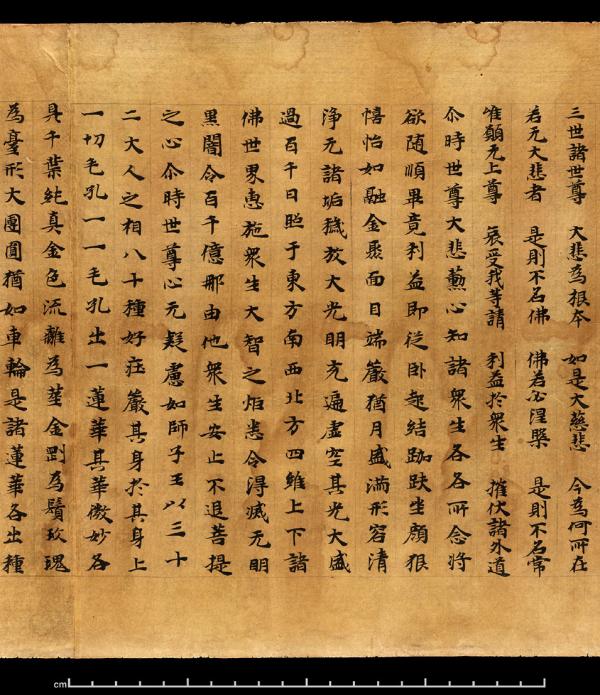 三世諸世尊 大悲為根本 如是大慈悲 今為何所在
若无大悲者 是則不名佛 佛若必涅槃 是則不名常
唯願无上尊 哀受我等請 利益於衆生 摧伏諸外道
尒時世尊大悲勲心知諸衆生各各所念将
欲随順畢竟利益即從卧起結跏趺坐顔狠
憘怡如融金聚面目端嚴猶月盛滿形容清
浄无諸垢穢放大光明充遍虚空其光大盛
過百千日照于東方南西北方四維上下諸
佛世界惠施衆生大智之炬悉令得滅无明
黒闇令百千億那由他衆生安止不退菩提
之心尒時世尊心无疑慮如師子王以三十
二大人之相八十種好莊嚴其身於其身上
一切毛孔一一毛孔出一蓮華其華微妙各
具千葉純真金色流離為莖金剛為鬚玫瑰
為臺形大團圓猶如車輪是諸蓮華各出種